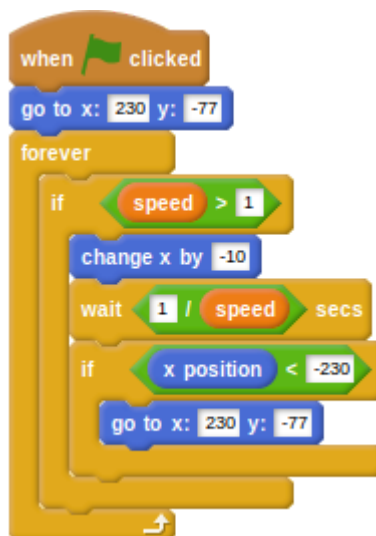 when clicked
go to x: 230 y: -77
forever
if speed > 1
change x by -10
wait 1 / speed secs
if x position < -230
go to x: 230 y: -77